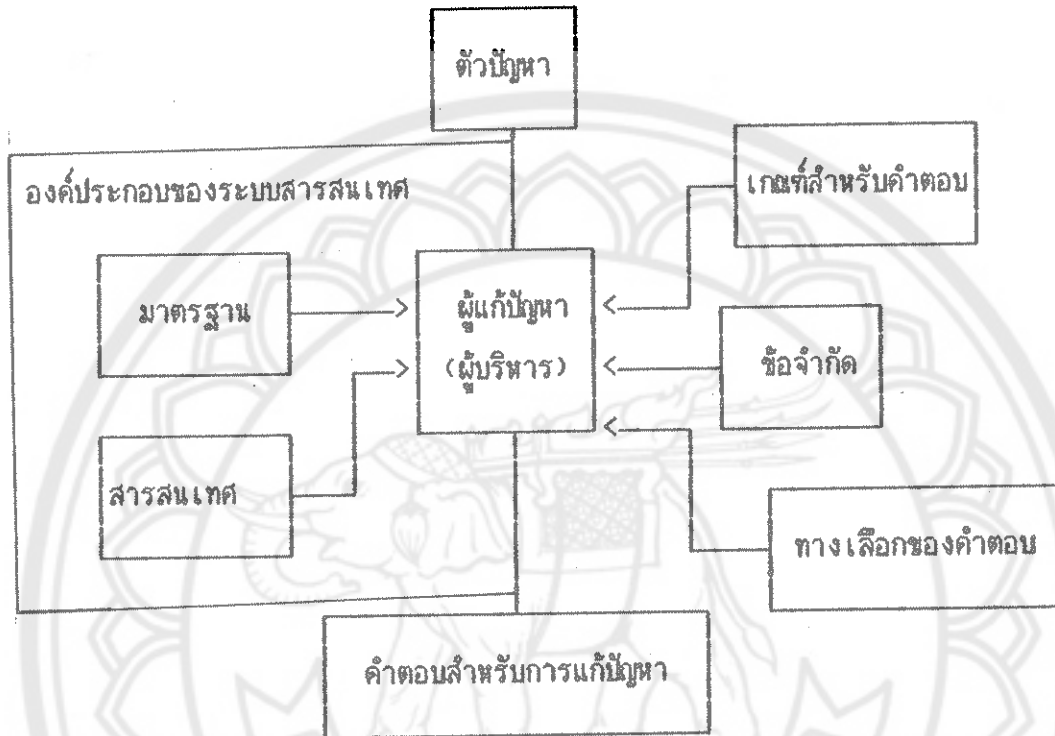 ตัวปัญหา
องค์ประกอบของระบบสารสนเทศ
เกณฑ์สำหรับคำตอบ
มาตรฐาน
ผู้แก้ปัญหา
(ผู้บริหาร)
ข้อจำกัด
สารสนเทศ
ทางเลือกของคำตอบ
คำตอบสำหรับการแก้ปัญหา